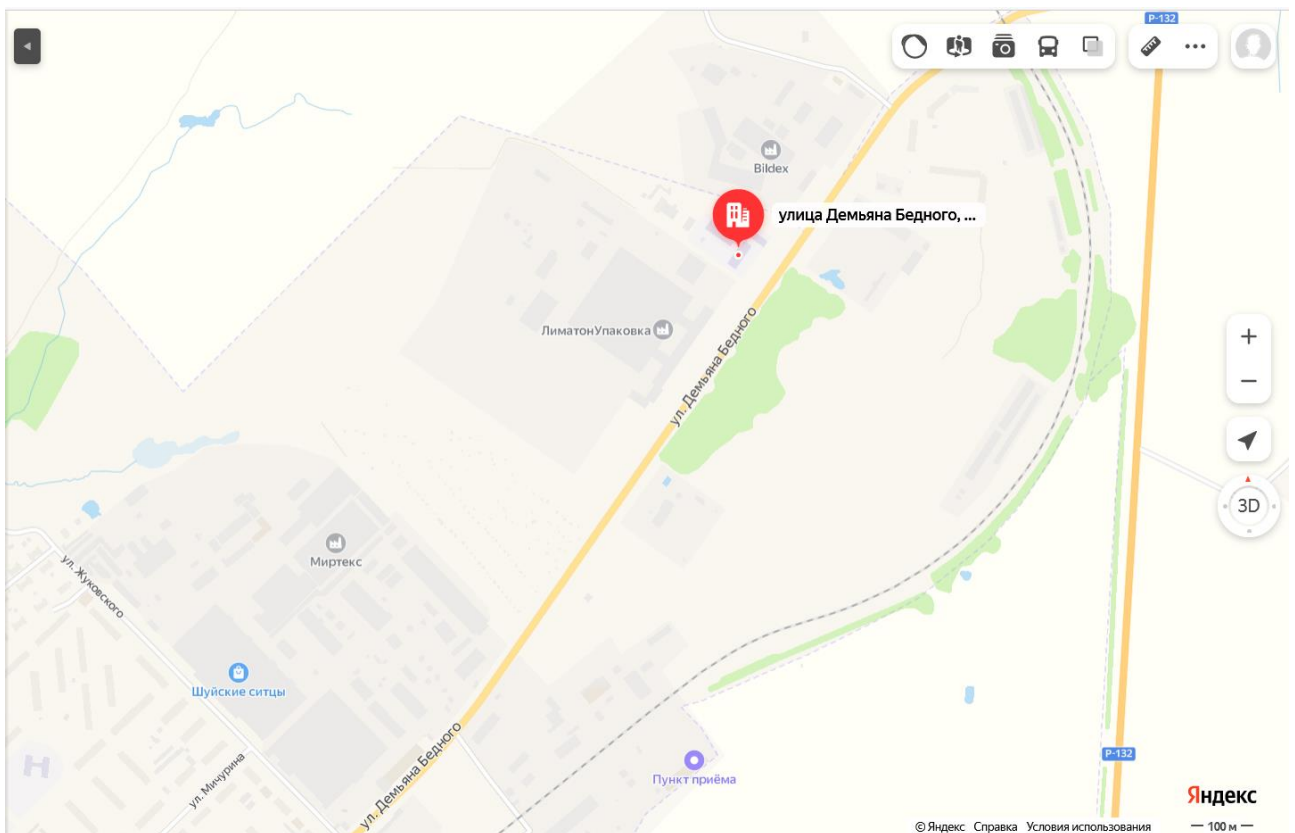 Р-132
Bildex
улица Демьяна Бедного, ...
ЛиматонУпаковка
ул. Демьяна Бедного
Миртекс
ул. Жуковского
3D
Шуйские ситцы
ул. Демьяна Бедного
ул. Мичурина
Н
Пункт приёма
Р-132
Яндекс
© Яндекс Справка Условия использования
100 м